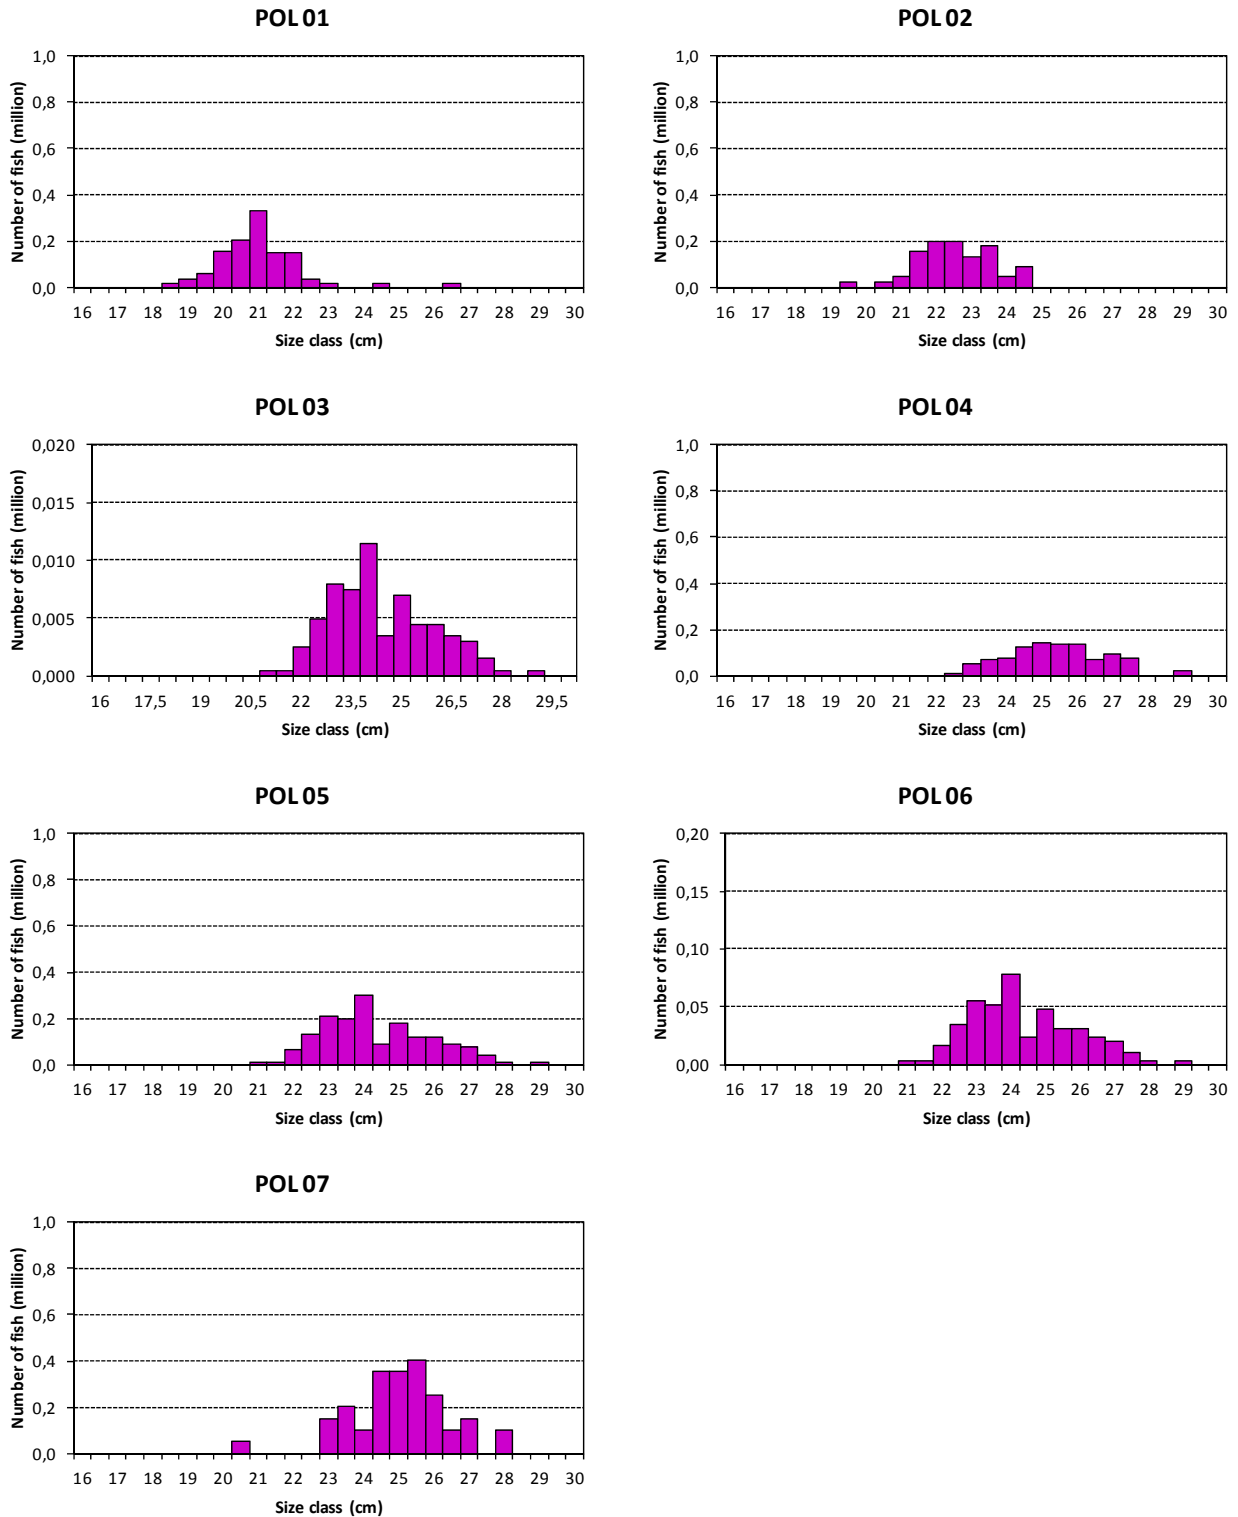 POL 01
Number of fish (million)
1,0
0,8
0,6
0,4
0,2
0,0
16 17 18 19 20 21 22 23 24 25 26 27 28 29 30
Size class (cm)
POL 02
Number of fish (million)
1,0
0,8
0,6
0,4
0,2
0,0
16 17 18 19 20 21 22 23 24 25 26 27 28 29 30
Size class (cm)
POL 03
Number of fish (million)
0,020
0,015
0,010
0,005
0,000
16 17,5 19 20,5 22 23,5 25 26,5 28 29,5
Size class (cm)
POL 04
Number of fish (million)
1,0
0,8
0,6
0,4
0,2
0,0
16 17 18 19 20 21 22 23 24 25 26 27 28 29 30
Size class (cm)
POL 05
Number of fish (million)
1,0
0,8
0,6
0,4
0,2
0,0
16 17 18 19 20 21 22 23 24 25 26 27 28 29 30
Size class (cm)
POL 06
Number of fish (million)
0,20
0,15
0,10
0,05
0,00
16 17 18 19 20 21 22 23 24 25 26 27 28 29 30
Size class (cm)
POL 07
Number of fish (million)
1,0
0,8
0,6
0,4
0,2
0,0
16 17 18 19 20 21 22 23 24 25 26 27 28 29 30
Size class (cm)